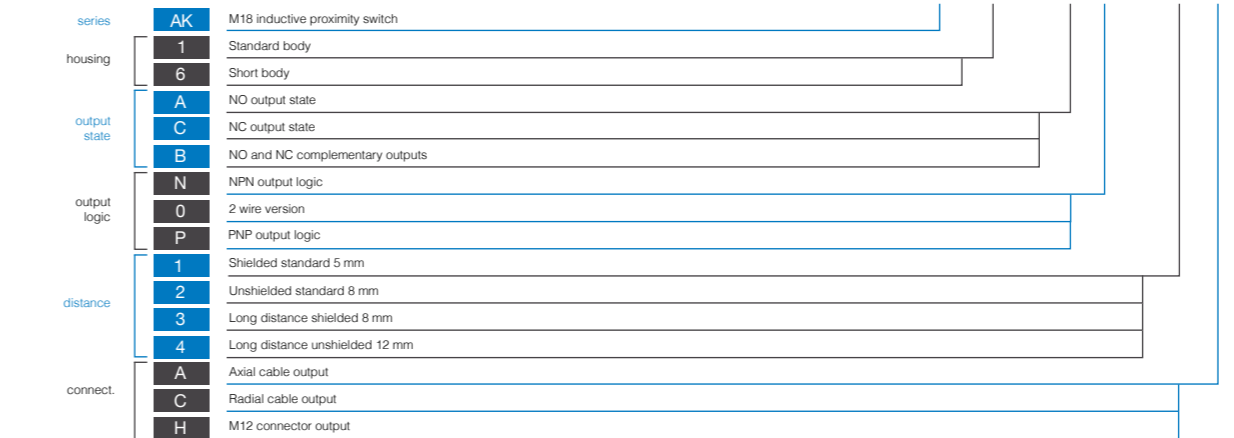 series AK M18 inductive proximity switch
housing 1 Standard body
6 Short body
output state A NO output state
C NC output state
B NO and NC complementary outputs
output logic N NPN output logic
0 2 wire version
P PNP output logic
distance 1 Shielded standard 5 mm
2 Unshielded standard 8 mm
3 Long distance shielded 8 mm
4 Long distance unshielded 12 mm
connect. A Axial cable output
C Radial cable output
H M12 connector output